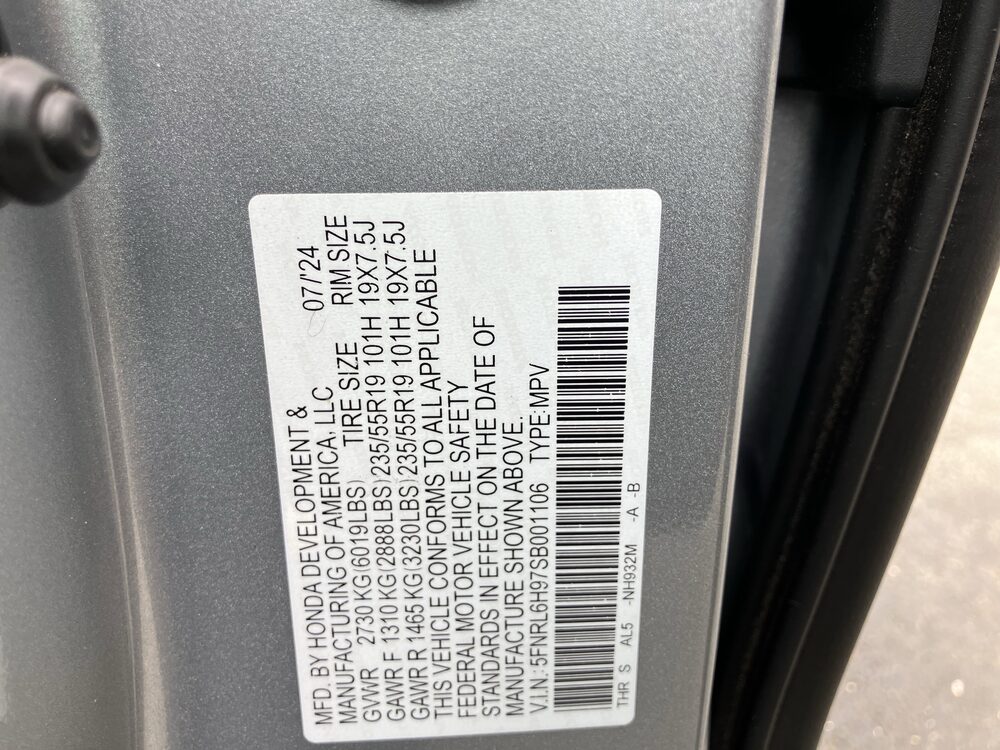 MFD. BY HONDA DEVELOPMENT &
MANUFACTURING OF AMERICA, LLC 07/'24
TIRE SIZE RIM SIZE
GVWR 2730 KG(6019LBS)
GAWR F 1310 KG(2888LBS)235/55R19 101H 19X7.5J
GAWR R 1465 KG(3230LBS)235/55R19 101H 19X7.5J
THIS VEHICLE CONFORMS TO ALL APPLICABLE
FEDERAL MOTOR VEHICLE SAFETY
STANDARDS IN EFFECT ON THE DATE OF
MANUFACTURE SHOWN ABOVE.
V.I.N.:5FNRL6H97SB001106 TYPE:MPV
THR S AL5 -NH932M -A -B